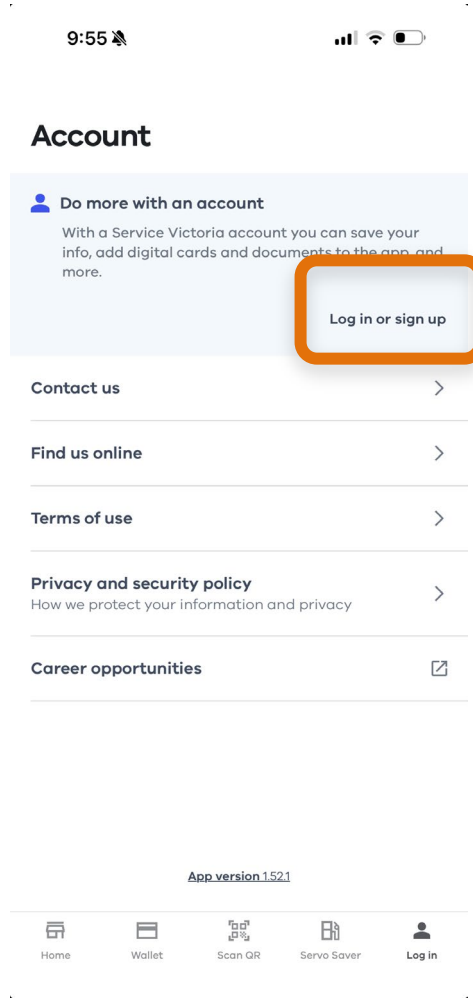 9:55
Account
Do more with an account
With a Service Victoria account you can save your
info, add digital cards and documents to the app, and
more.
Log in or sign up
Contact us
Find us online
Terms of use
Privacy and security policy
How we protect your information and privacy
Career opportunities
App version 1.52.1
Home Wallet Scan QR Servo Saver Log in